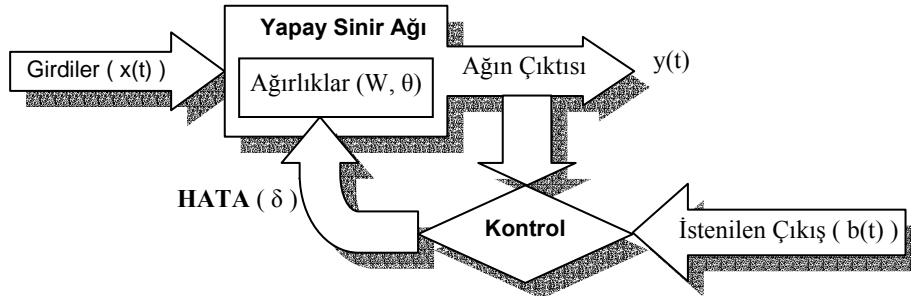 Yapay Sinir Ağı
Girdiler ( x(t) )
Ağırlıklar (W, θ)
Ağın Çıktısı
y(t)
HATA ( δ )
Kontrol
İstenilen Çıkış ( b(t) )